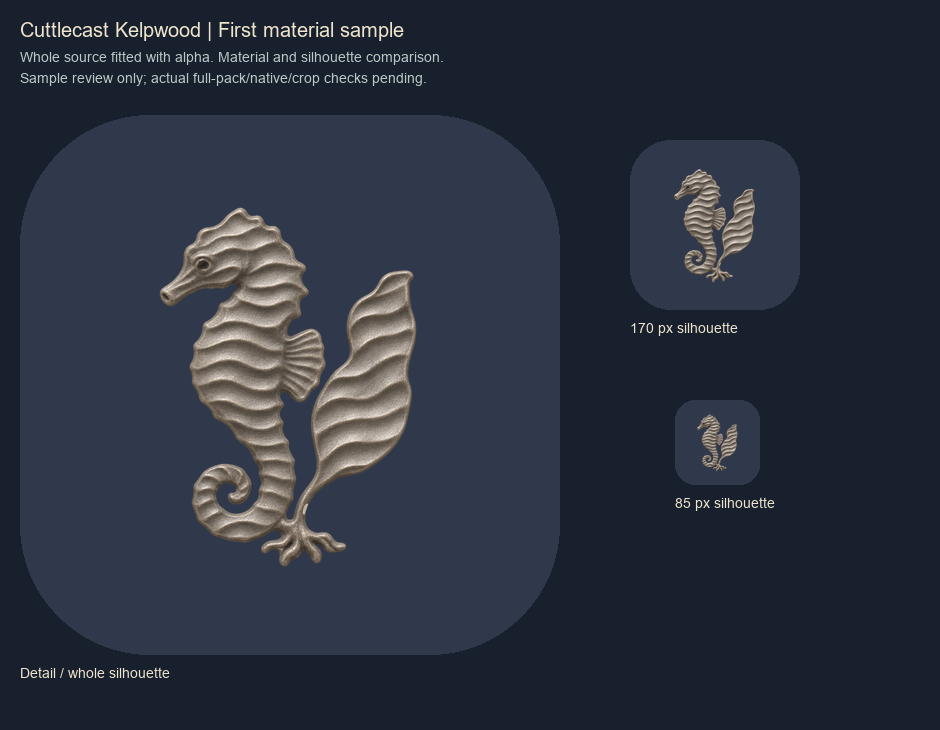 Cuttlecast Kelpwood | First material sample
Whole source fitted with alpha. Material and silhouette comparison.
Sample review only; actual full-pack/native/crop checks pending.
170 px silhouette
85 px silhouette
Detail / whole silhouette